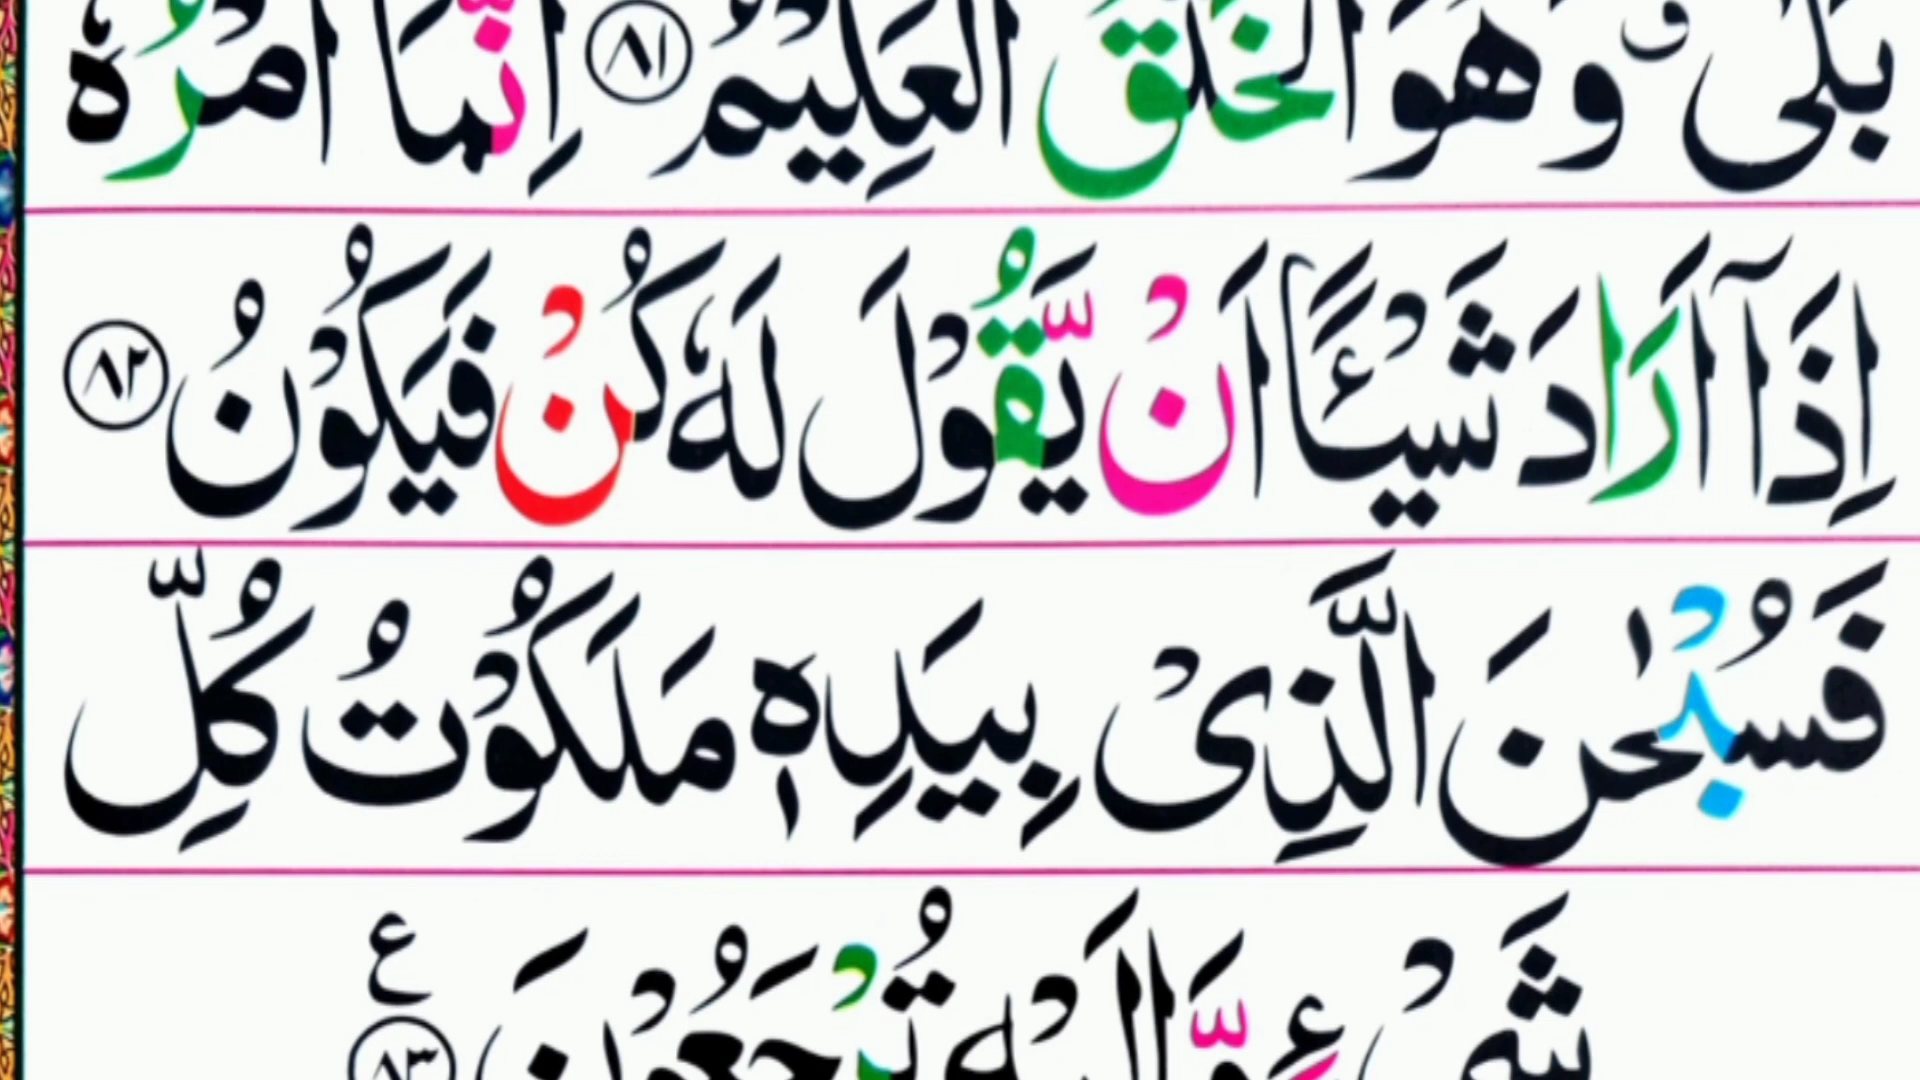 بَلٰى ۗ وَهُوَ الْخَلّٰقُ الْعَلِيْمُ ۝٨١ اِنَّمَاۤ اَمْرُهٗۤ
اِذَاۤ اَرَادَ شَيْـًٔا اَنْ يَّقُوْلَ لَهٗ كُنْ فَيَكُوْنُ ۝٨٢
فَسُبْحٰنَ الَّذِىْ بِيَدِهٖ مَلَكُوْتُ كُلِّ
شَىْءٍ وَّاِلَيْهِ تُرْجَعُوْنَ ۝٨٣ ع